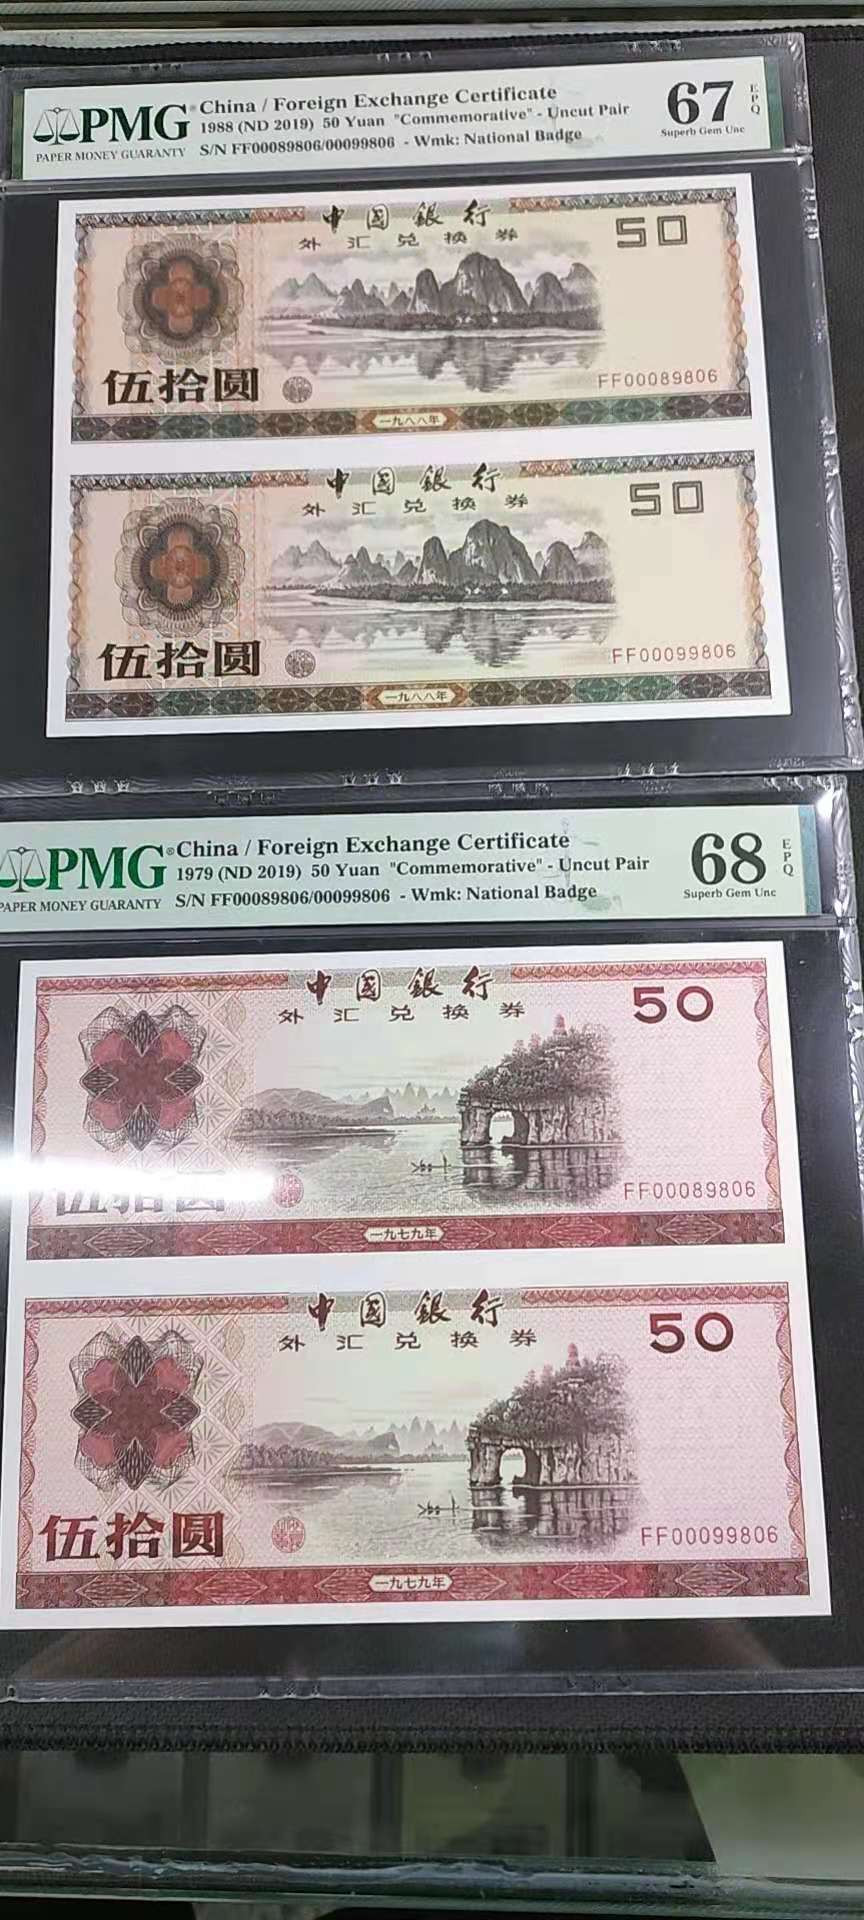 PMG
PAPER MONEY GUARANTY
China / Foreign Exchange Certificate
1988 (ND 2019) 50 Yuan "Commemorative" - Uncut Pair
S/N FF00089806/00099806 - Wmk: National Badge
67 EPQ
Superb Gem Unc
中国銀行
外汇兑换券
50
伍拾圆
FF00089806
一九八八年
中国銀行
外汇兑换券
50
伍拾圆
FF00099806
一九八八年
PMG
PAPER MONEY GUARANTY
China / Foreign Exchange Certificate
1979 (ND 2019) 50 Yuan "Commemorative" - Uncut Pair
S/N FF00089806/00099806 - Wmk: National Badge
68 EPQ
Superb Gem Unc
中国銀行
外汇兑换券
50
伍拾圆
FF00089806
一九七九年
中国銀行
外汇兑换券
50
伍拾圆
FF00099806
一九七九年